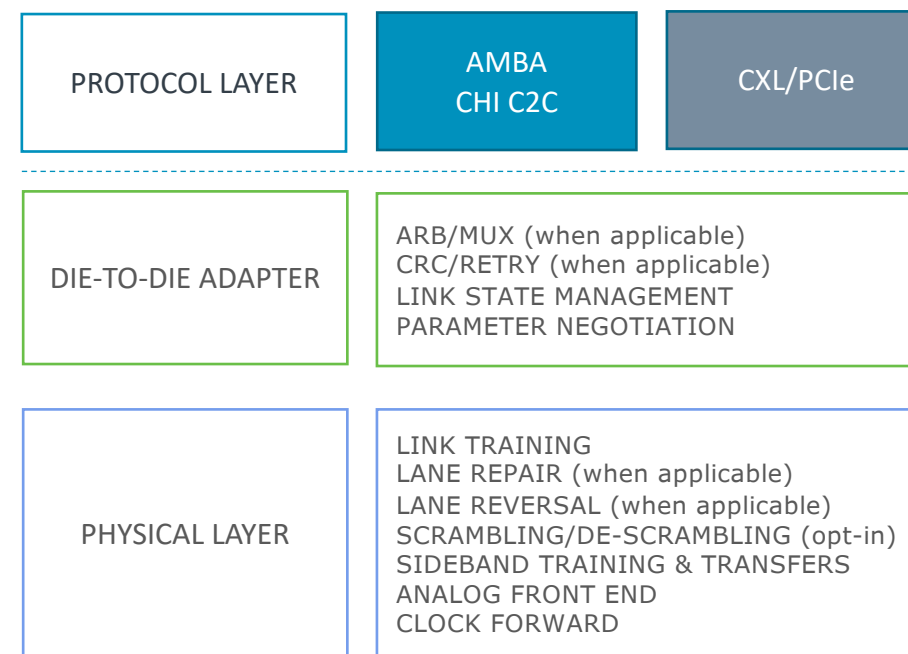 PROTOCOL LAYER
AMBA
CHI C2C
CXL/PCIe
DIE-TO-DIE ADAPTER
ARB/MUX (when applicable)
CRC/RETRY (when applicable)
LINK STATE MANAGEMENT
PARAMETER NEGOTIATION
PHYSICAL LAYER
LINK TRAINING
LANE REPAIR (when applicable)
LANE REVERSAL (when applicable)
SCRAMBLING/DE-SCRAMBLING (opt-in)
SIDEBAND TRAINING & TRANSFERS
ANALOG FRONT END
CLOCK FORWARD